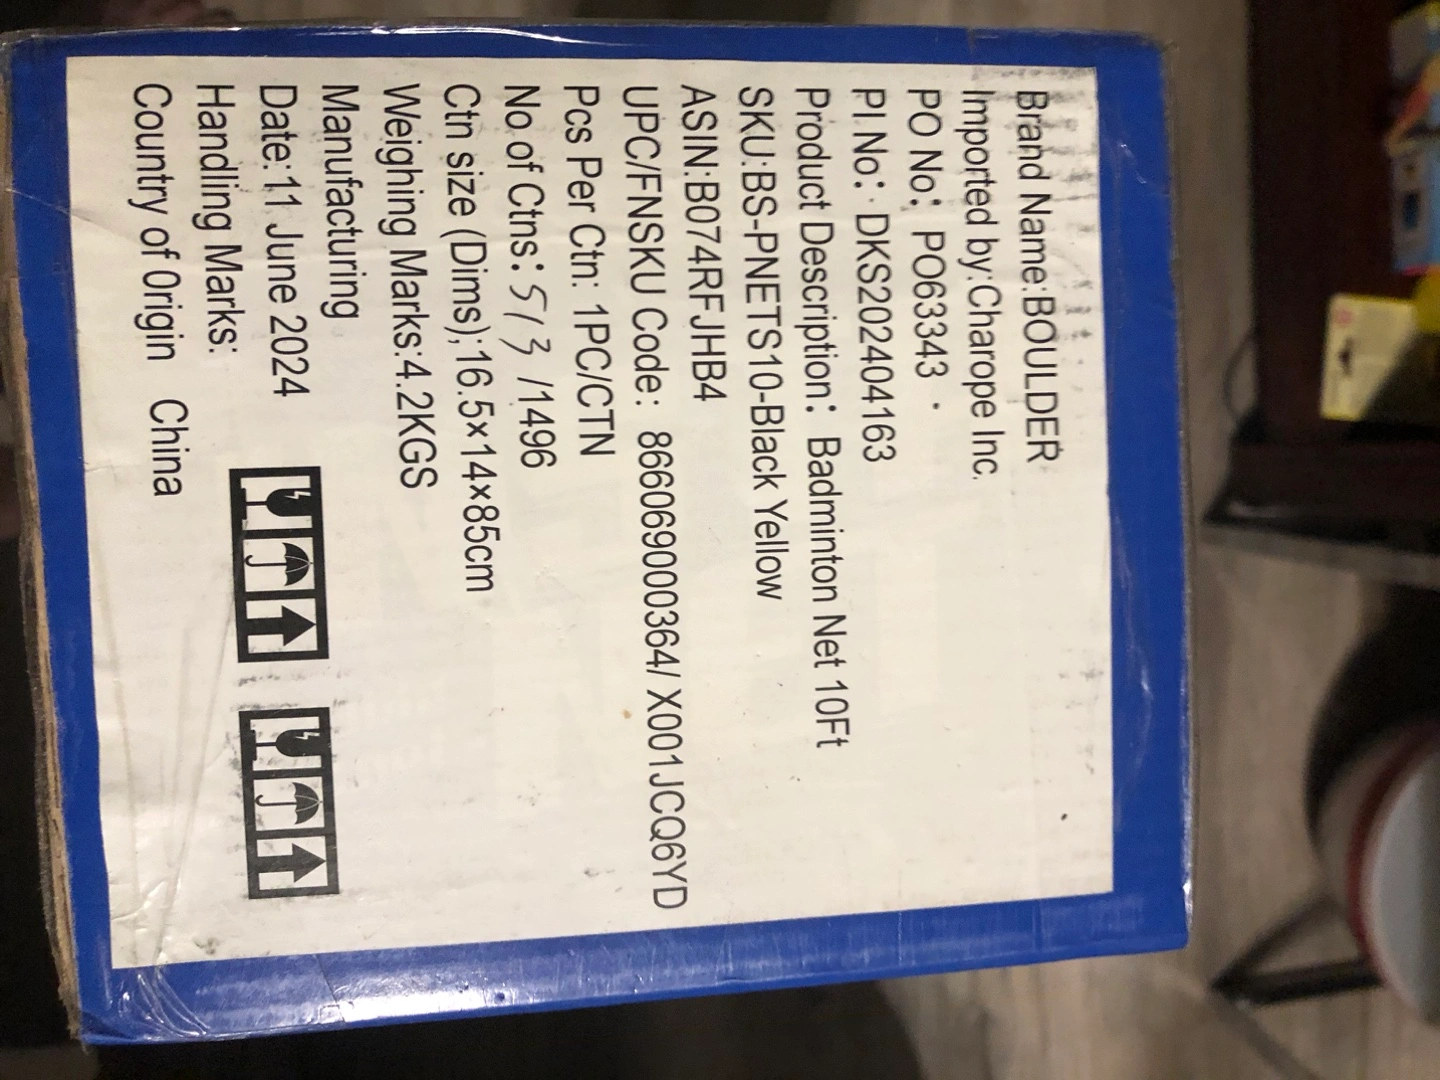 Brand Name:BOULDER
Imported by:Charope Inc.
PO No: PO63343
PI No: DKS202404163
Product Description: Badminton Net 10Ft
SKU:BS-PNETS10-Black Yellow
ASIN:B074RFJHB4
UPC/FNSKU Code: 866069000364/ X001JCQ6YD
Pcs Per Ctn: 1PC/CTN
No.of Ctns: 513 /1496
Ctn size (Dims);16.5×14×85cm
Weighing Marks:4.2KGS
Manufacturing
Date:11 June 2024
Handling Marks:
Country of Origin China